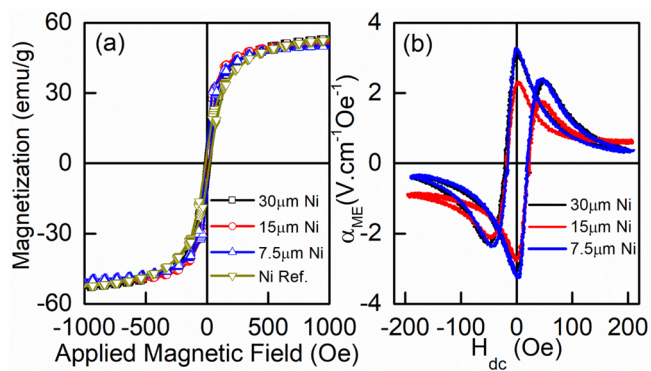 (a)
Magnetization (emu/g)
60
30
0
-30
-60
30μm Ni
15μm Ni
7.5μm Ni
Ni Ref.
-1000 -500 0 500 1000
Applied Magnetic Field (Oe)
(b)
αME(V.cm-1Oe-1)
4
2
0
-2
-4
30μm Ni
15μm Ni
7.5μm Ni
-200 -100 0 100 200
Hdc (Oe)